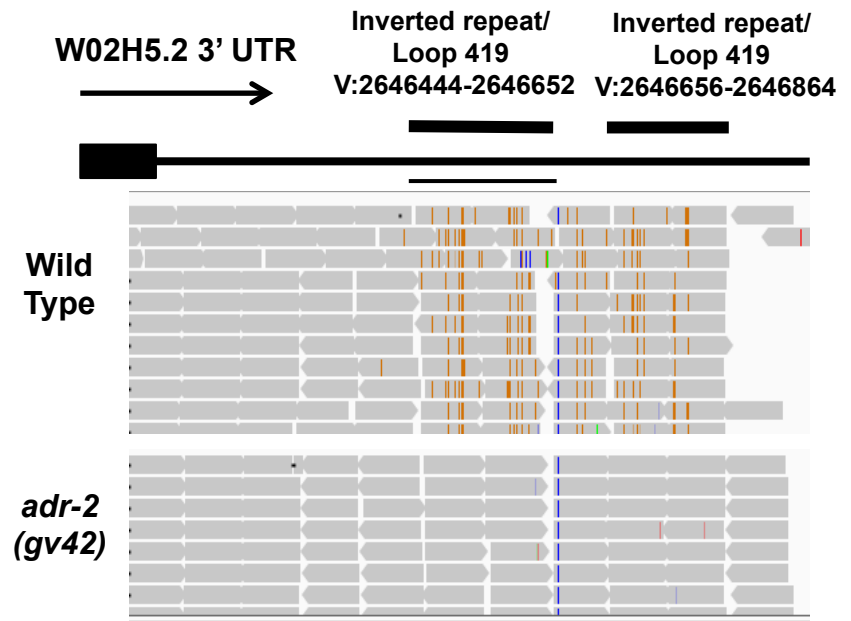 W02H5.2 3’ UTR
Inverted repeat/
Loop 419
V:2646444-2646652
Inverted repeat/
Loop 419
V:2646656-2646864
Wild
Type
adr-2
(gv42)